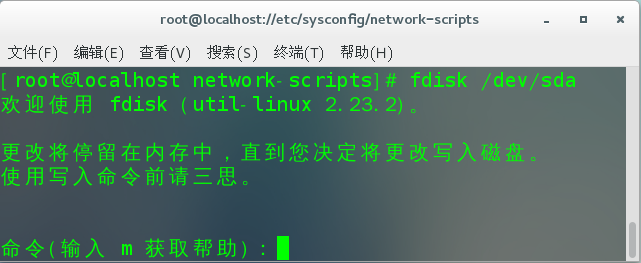 root@localhost://etc/sysconfig/network-scripts
文件(F) 编辑(E) 查看(V) 搜索(S) 终端(T) 帮助(H)
[root@localhost network-scripts]# fdisk /dev/sda
欢迎使用 fdisk (util-linux 2.23.2)。
更改将停留在内存中，直到您决定将更改写入磁盘。
使用写入命令前请三思。
命令(输入 m 获取帮助)：